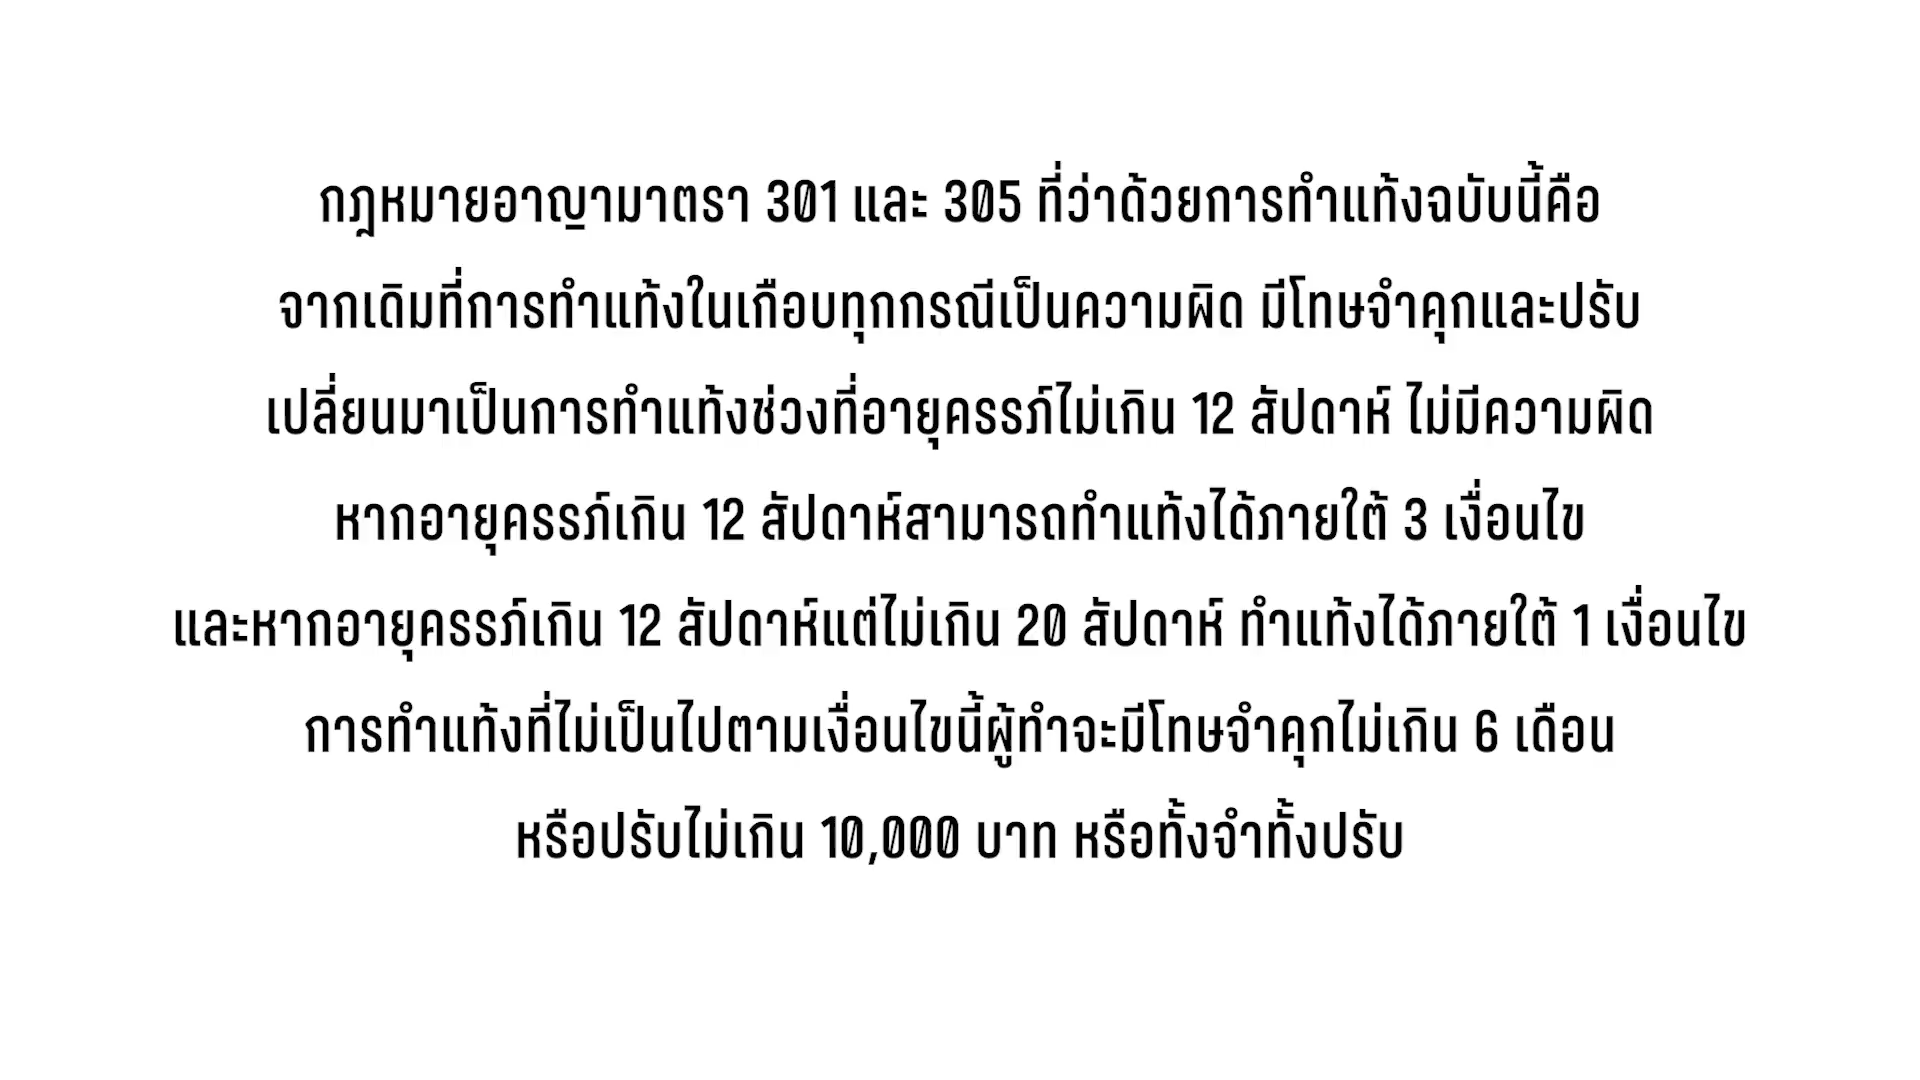 กฎหมายอาญามาตรา 301 และ 305 ที่ว่าด้วยการทำแท้งฉบับนี้คือ
จากเดิมที่การทำแท้งในเกือบทุกกรณีเป็นความผิด มีโทษจำคุกและปรับ
เปลี่ยนมาเป็นการทำแท้งช่วงที่อายุครรภ์ไม่เกิน 12 สัปดาห์ ไม่มีความผิด
หากอายุครรภ์เกิน 12 สัปดาห์สามารถทำแท้งได้ภายใต้ 3 เงื่อนไข
และหากอายุครรภ์เกิน 12 สัปดาห์แต่ไม่เกิน 20 สัปดาห์ ทำแท้งได้ภายใต้ 1 เงื่อนไข
การทำแท้งที่ไม่เป็นไปตามเงื่อนไขนี้ผู้ทำจะมีโทษจำคุกไม่เกิน 6 เดือน
หรือปรับไม่เกิน 10,000 บาท หรือทั้งจำทั้งปรับ